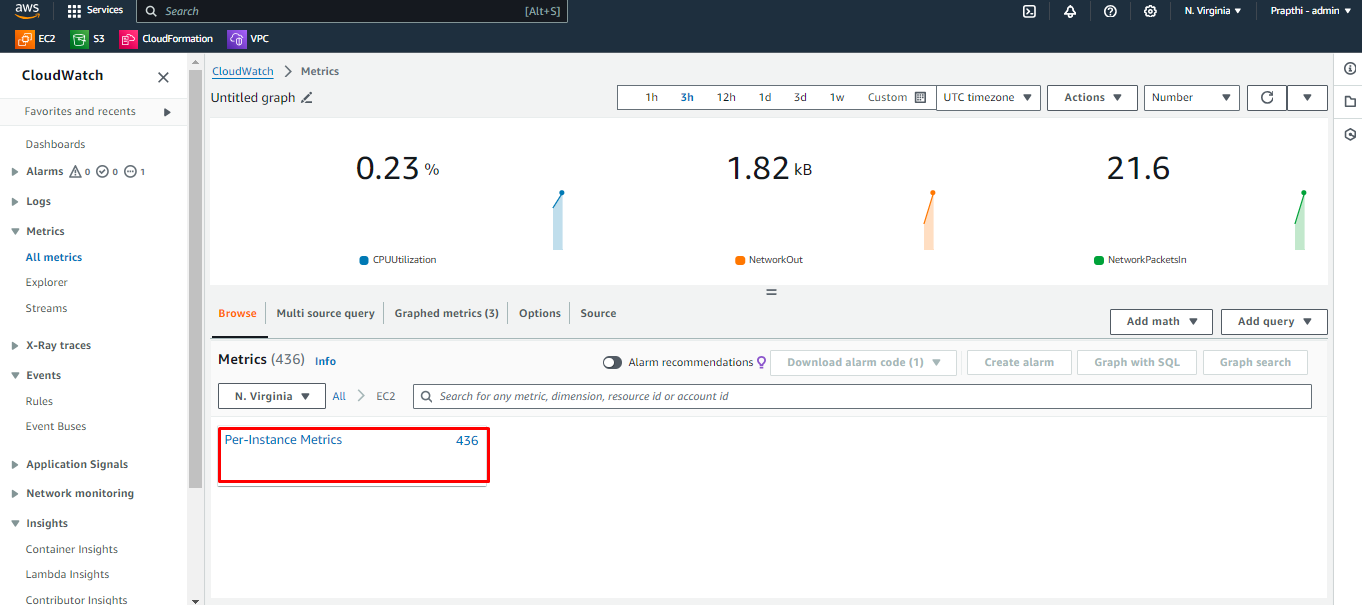 aws
Services
Search [Alt+S]
N. Virginia
Prapthi - admin
EC2 S3 CloudFormation VPC
CloudWatch
Favorites and recents
Dashboards
Alarms 0 0 1
Logs
Metrics
All metrics
Explorer
Streams
X-Ray traces
Events
Rules
Event Buses
Application Signals
Network monitoring
Insights
Container Insights
Lambda Insights
Contributor Insights
CloudWatch Metrics
Untitled graph
1h 3h 12h 1d 3d 1w Custom UTC timezone Actions Number
0.23 % 1.82 kB 21.6
CPUUtilization NetworkOut NetworkPacketsIn
Browse Multi source query Graphed metrics (3) Options Source
Add math Add query
Metrics (436) Info
Alarm recommendations Download alarm code (1) Create alarm Graph with SQL Graph search
N. Virginia All EC2 Search for any metric, dimension, resource id or account id
Per-Instance Metrics 436